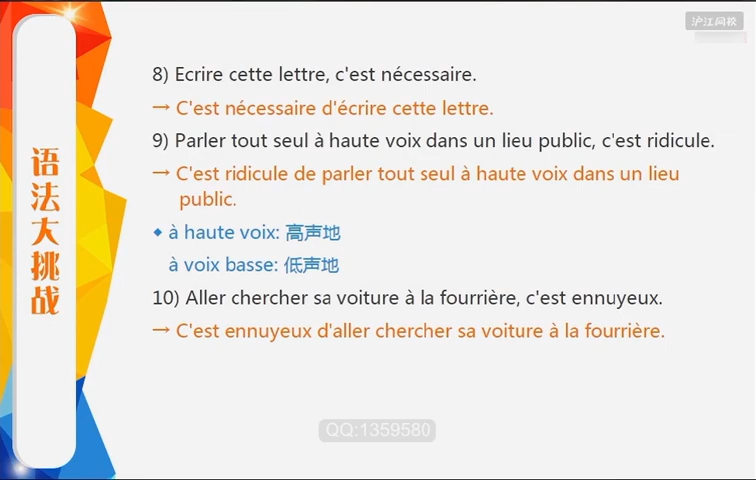 沪江网校
8) Ecrire cette lettre, c'est nécessaire.
→ C'est nécessaire d'écrire cette lettre.
9) Parler tout seul à haute voix dans un lieu public, c'est ridicule.
→ C'est ridicule de parler tout seul à haute voix dans un lieu
public.
◆ à haute voix: 高声地
à voix basse: 低声地
10) Aller chercher sa voiture à la fourrière, c'est ennuyeux.
→ C'est ennuyeux d'aller chercher sa voiture à la fourrière.
语法大挑战
QQ:1359580